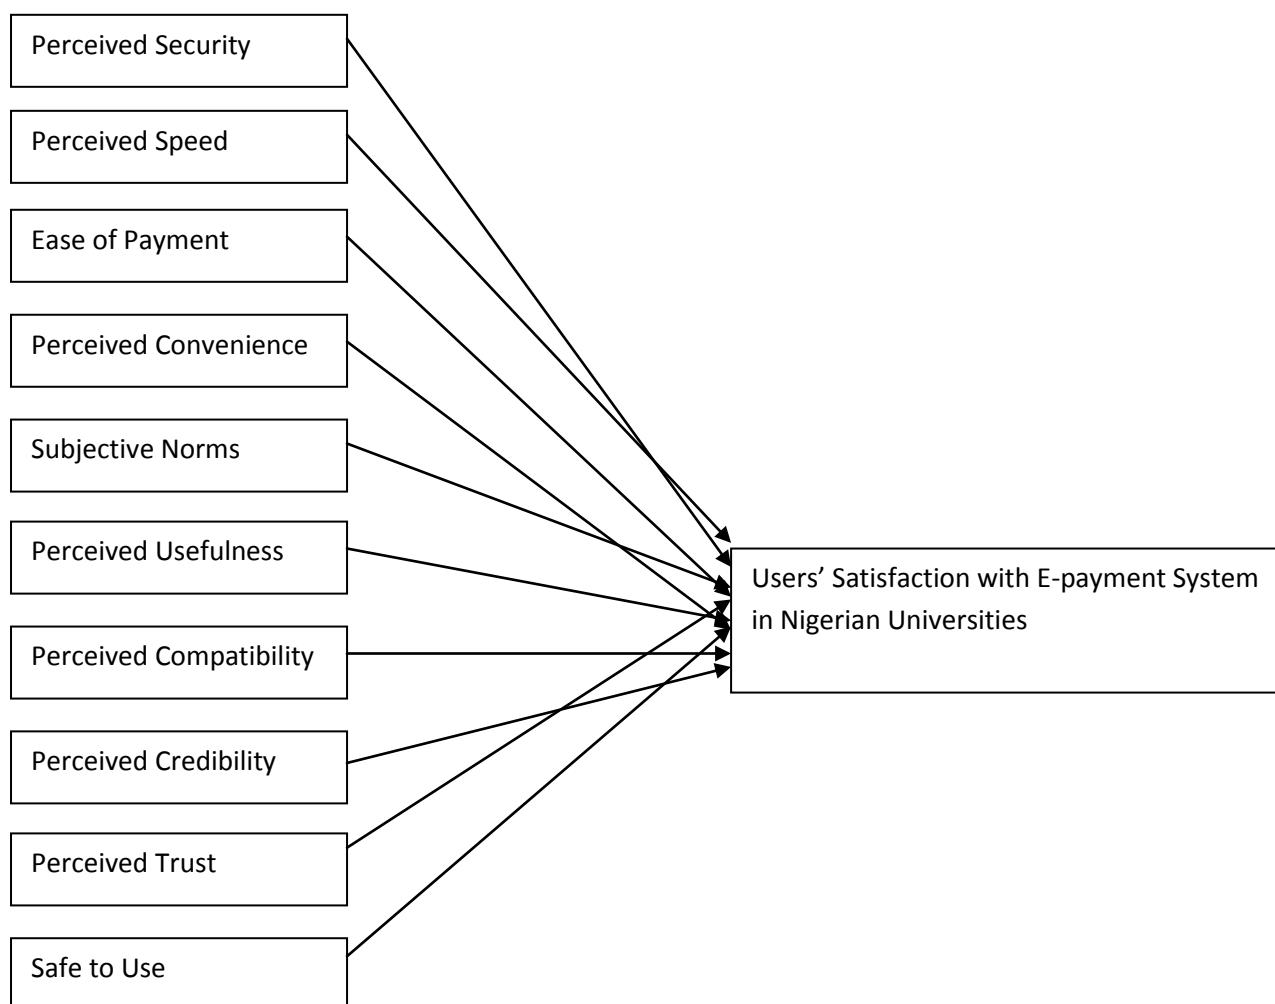 Perceived Security
Perceived Speed
Ease of Payment
Perceived Convenience
Subjective Norms
Perceived Usefulness
Users’ Satisfaction with E-payment System
in Nigerian Universities
Perceived Compatibility
Perceived Credibility
Perceived Trust
Safe to Use